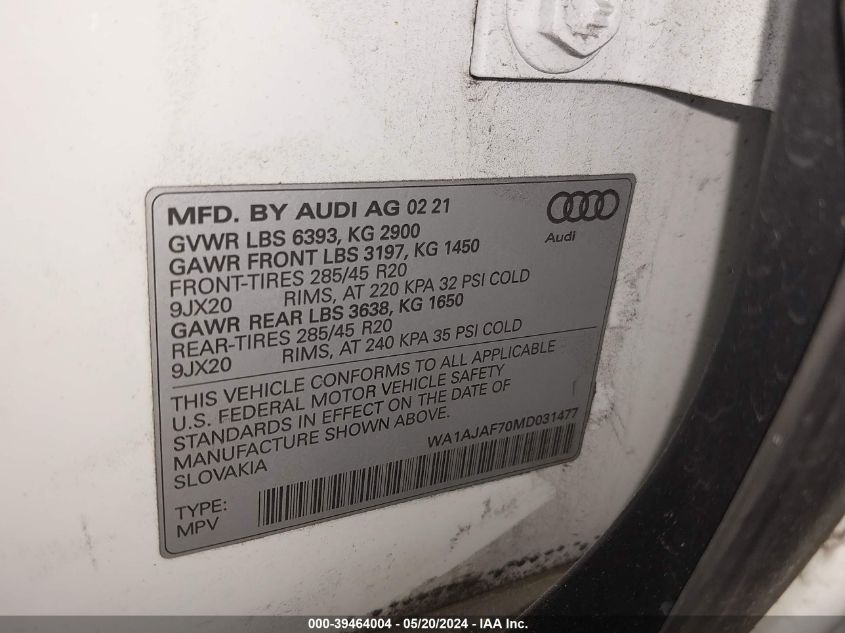 MFD. BY AUDI AG 02 21
Audi
GVWR LBS 6393, KG 2900
GAWR FRONT LBS 3197, KG 1450
FRONT-TIRES 285/45 R20
9JX20 RIMS, AT 220 KPA 32 PSI COLD
GAWR REAR LBS 3638, KG 1650
REAR-TIRES 285/45 R20
9JX20 RIMS, AT 240 KPA 35 PSI COLD
THIS VEHICLE CONFORMS TO ALL APPLICABLE
U.S. FEDERAL MOTOR VEHICLE SAFETY
STANDARDS IN EFFECT ON THE DATE OF
MANUFACTURE SHOWN ABOVE.
SLOVAKIA
WA1AJAF70MD031477
TYPE:
MPV
000-39464004 - 05/20/2024 - IAA Inc.